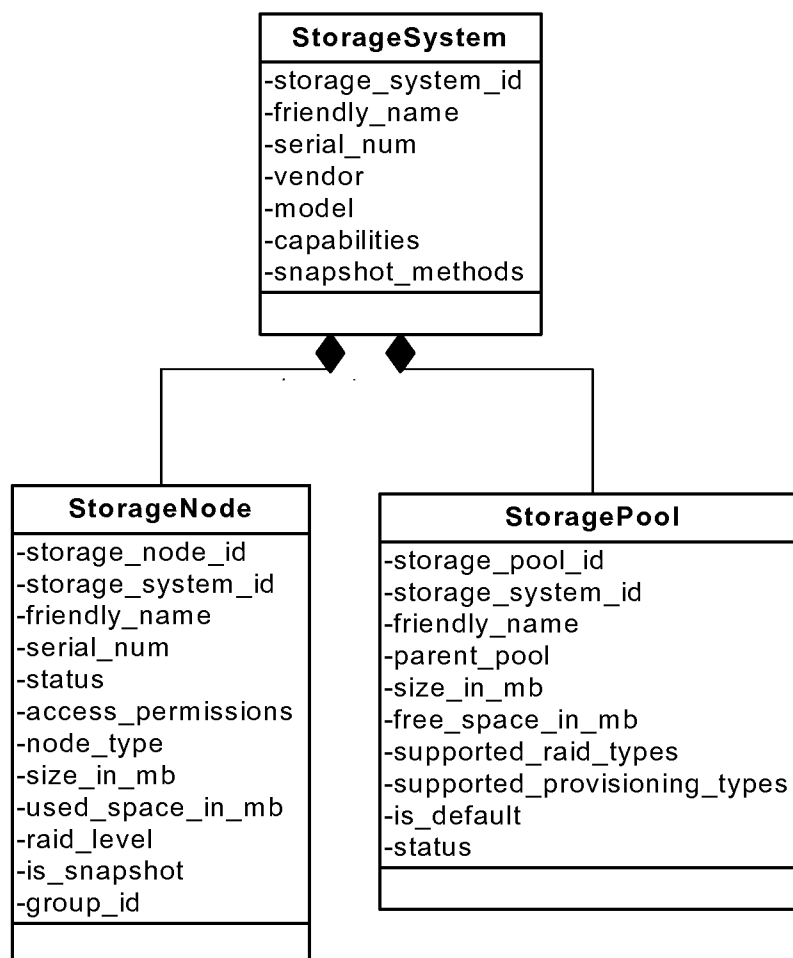 StorageSystem
-storage_system_id
-friendly_name
-serial_num
-vendor
-model
-capabilities
-snapshot_methods
StorageNode
-storage_node_id
-storage_system_id
-friendly_name
-serial_num
-status
-access_permissions
-node_type
-size_in_mb
-used_space_in_mb
-raid_level
-is_snapshot
-group_id
StoragePool
-storage_pool_id
-storage_system_id
-friendly_name
-parent_pool
-size_in_mb
-free_space_in_mb
-supported_raid_types
-supported_provisioning_types
-is_default
-status